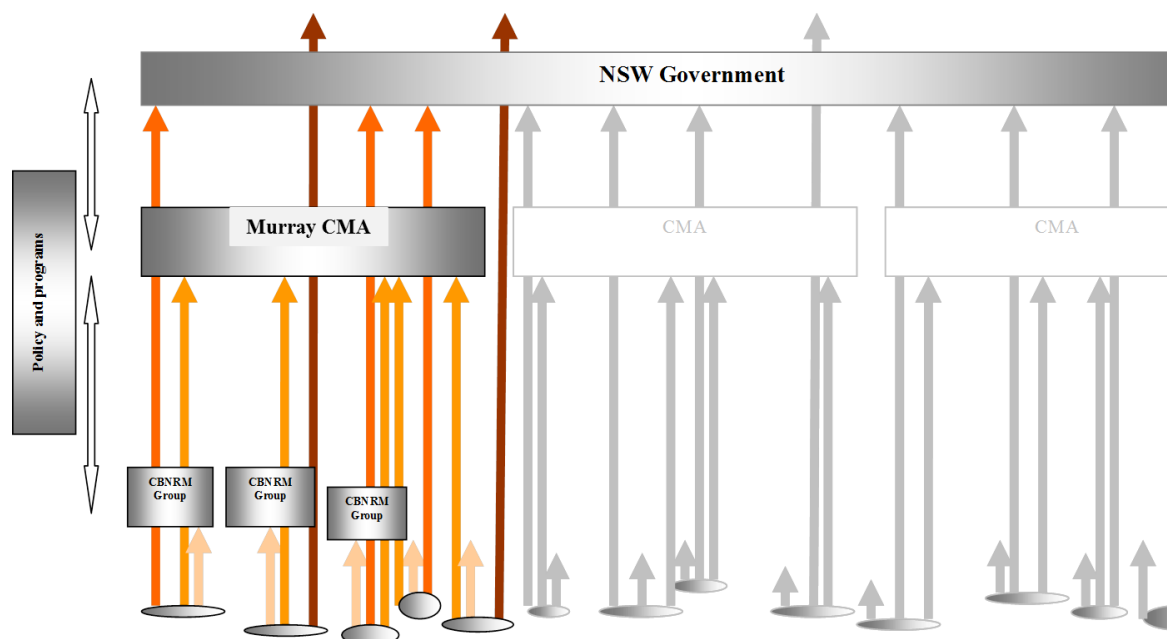 NSW Government
Murray CMA
CMA
CMA
Policy and programs
CBNRM
Group
CBNRM
Group
CBNRM
Group